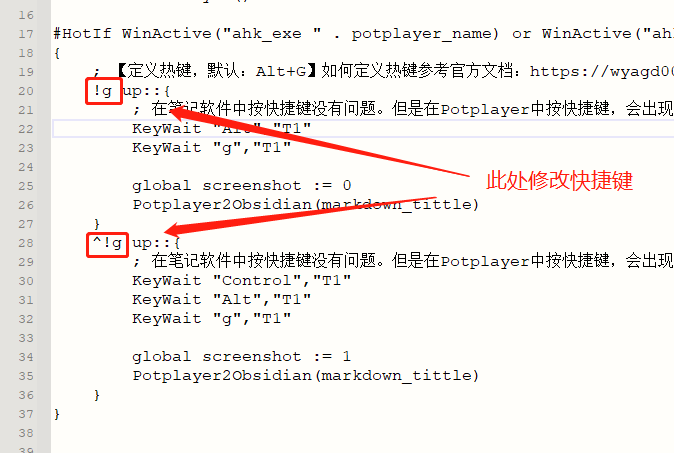 16
17 #HotIf WinActive("ahk_exe " . potplayer_name) or WinActive("ah
18 {
19 ; 【定义热键，默认：Alt+G】如何定义热键参考官方文档：https://wyagd00
20 !g up::{
21 ; 在笔记软件中按快捷键没有问题。但是在Potplayer中按快捷键，会出现
22 KeyWait "Alt","T1"
23 KeyWait "g","T1"
24
25 global screenshot := 0
26 Potplayer2Obsidian(markdown_tittle)
27 }
28 ^!g up::{
29 ; 在笔记软件中按快捷键没有问题。但是在Potplayer中按快捷键，会出现
30 KeyWait "Control","T1"
31 KeyWait "Alt","T1"
32 KeyWait "g","T1"
33
34 global screenshot := 1
35 Potplayer2Obsidian(markdown_tittle)
36 }
37 }
38
此处修改快捷键